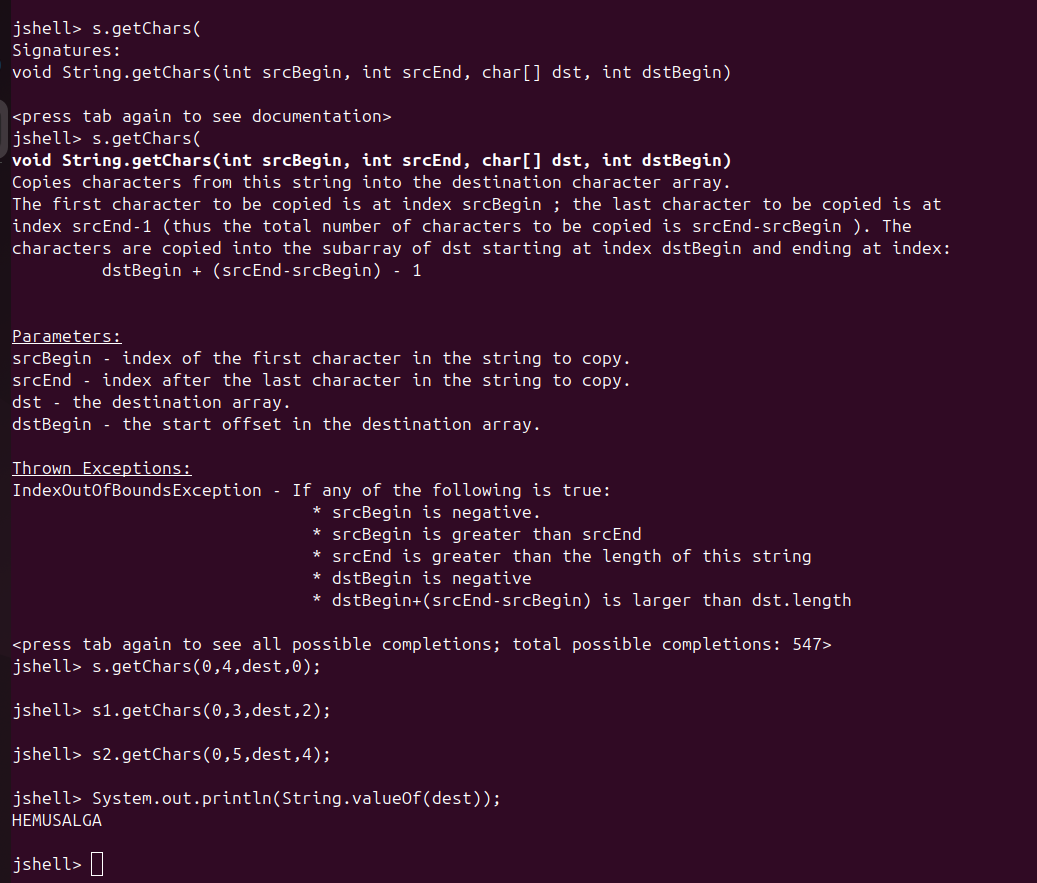 jshell> s.getChars(
Signatures:
void String.getChars(int srcBegin, int srcEnd, char[] dst, int dstBegin)
<press tab again to see documentation>
jshell> s.getChars(
void String.getChars(int srcBegin, int srcEnd, char[] dst, int dstBegin)
Copies characters from this string into the destination character array.
The first character to be copied is at index srcBegin ; the last character to be copied is at
index srcEnd-1 (thus the total number of characters to be copied is srcEnd-srcBegin ). The
characters are copied into the subarray of dst starting at index dstBegin and ending at index:
dstBegin + (srcEnd-srcBegin) - 1
Parameters:
srcBegin - index of the first character in the string to copy.
srcEnd - index after the last character in the string to copy.
dst - the destination array.
dstBegin - the start offset in the destination array.
Thrown Exceptions:
IndexOutOfBoundsException - If any of the following is true:
* srcBegin is negative.
* srcBegin is greater than srcEnd
* srcEnd is greater than the length of this string
* dstBegin is negative
* dstBegin+(srcEnd-srcBegin) is larger than dst.length
<press tab again to see all possible completions; total possible completions: 547>
jshell> s.getChars(0,4,dest,0);
jshell> s1.getChars(0,3,dest,2);
jshell> s2.getChars(0,5,dest,4);
jshell> System.out.println(String.valueOf(dest));
HEMUSALGA
jshell>